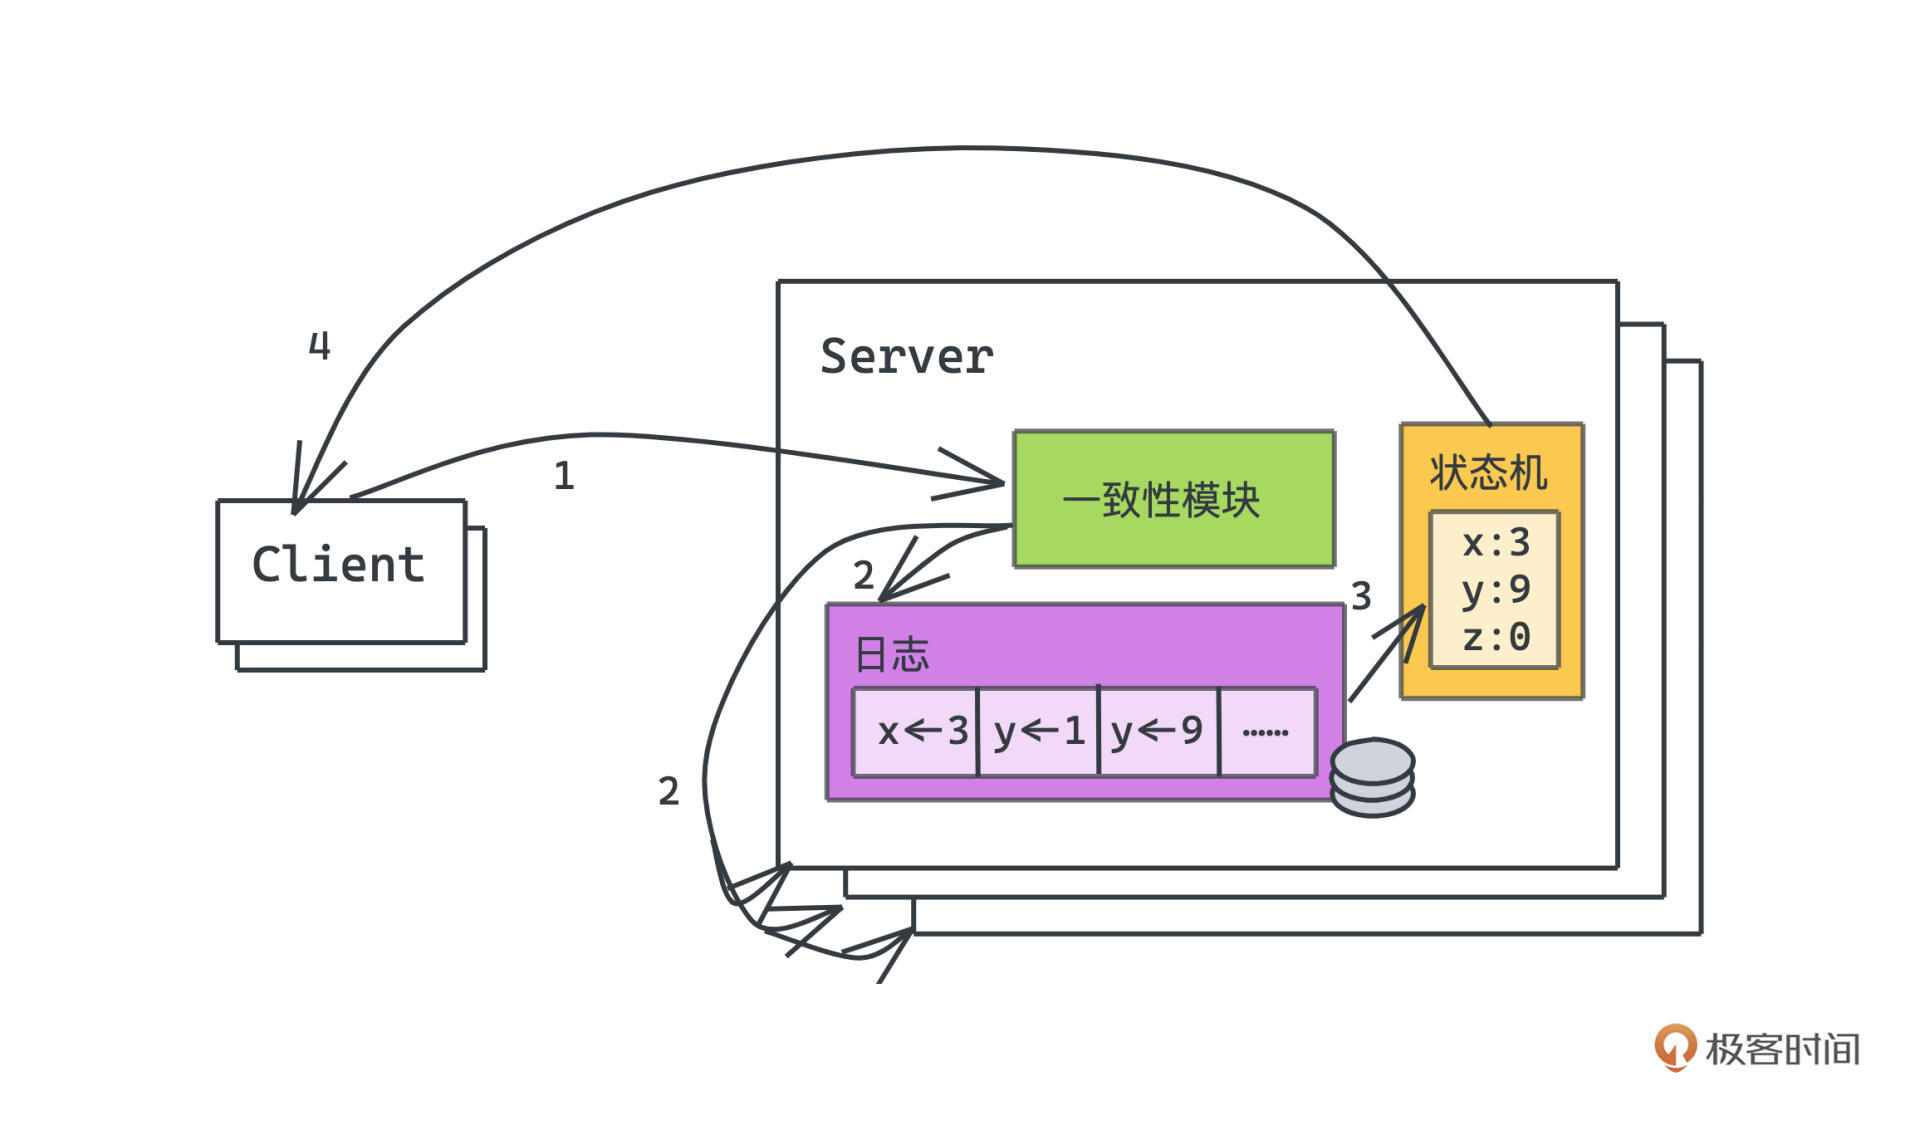 4
Server
1
一致性模块
状态机
x:3
y:9
z:0
Client
2
3
日志
x←3 y←1 y←9 ......
2
极客时间